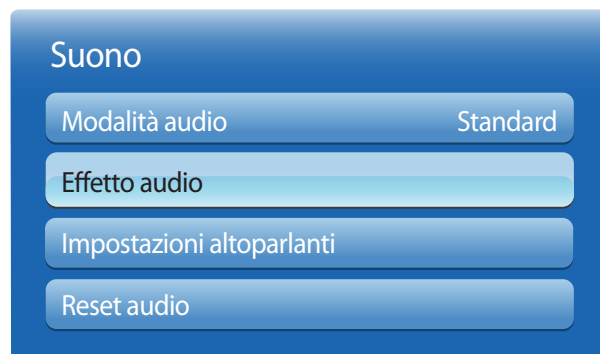 Suono
Modalità audio Standard
Effetto audio
Impostazioni altoparlanti
Reset audio